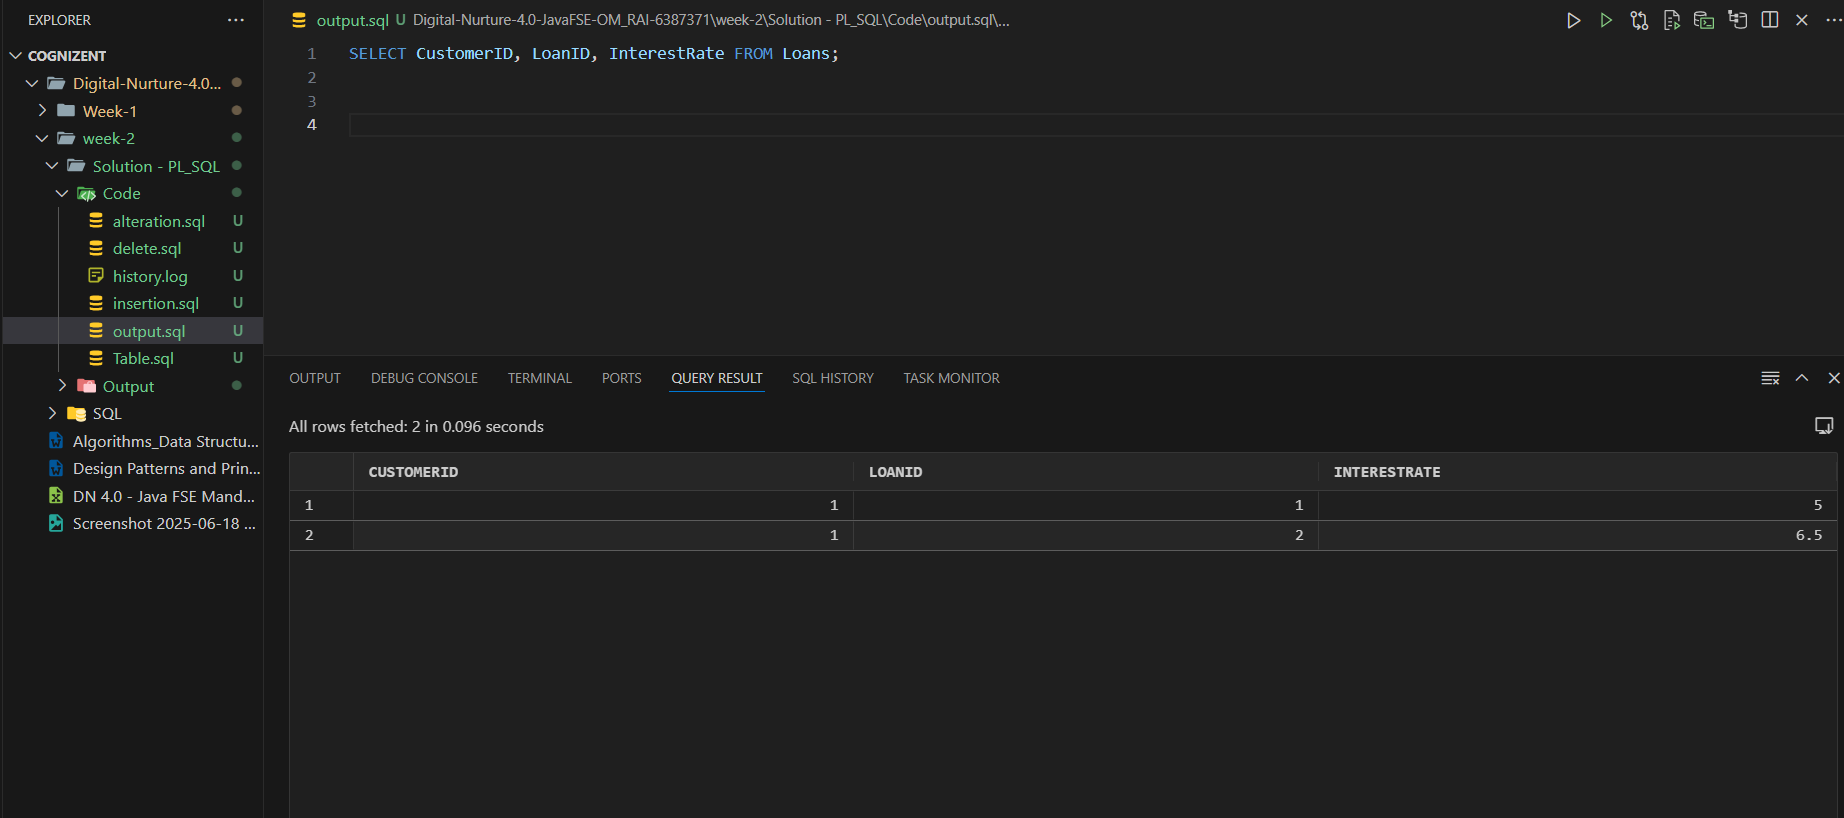 EXPLORER
COGNIZENT
Digital-Nurture-4.0...
Week-1
week-2
Solution - PL_SQL
Code
alteration.sql U
delete.sql U
history.log U
insertion.sql U
output.sql U
Table.sql U
Output
SQL
Algorithms_Data Structu...
Design Patterns and Prin...
DN 4.0 - Java FSE Mand...
Screenshot 2025-06-18 ...
output.sql U Digital-Nurture-4.0-JavaFSE-OM_RAI-6387371\week-2\Solution - PL_SQL\Code\output.sql\...
1 SELECT CustomerID, LoanID, InterestRate FROM Loans;
2
3
4
OUTPUT DEBUG CONSOLE TERMINAL PORTS QUERY RESULT SQL HISTORY TASK MONITOR
All rows fetched: 2 in 0.096 seconds
CUSTOMERID LOANID INTERESTRATE
1 1 1 5
2 1 2 6.5